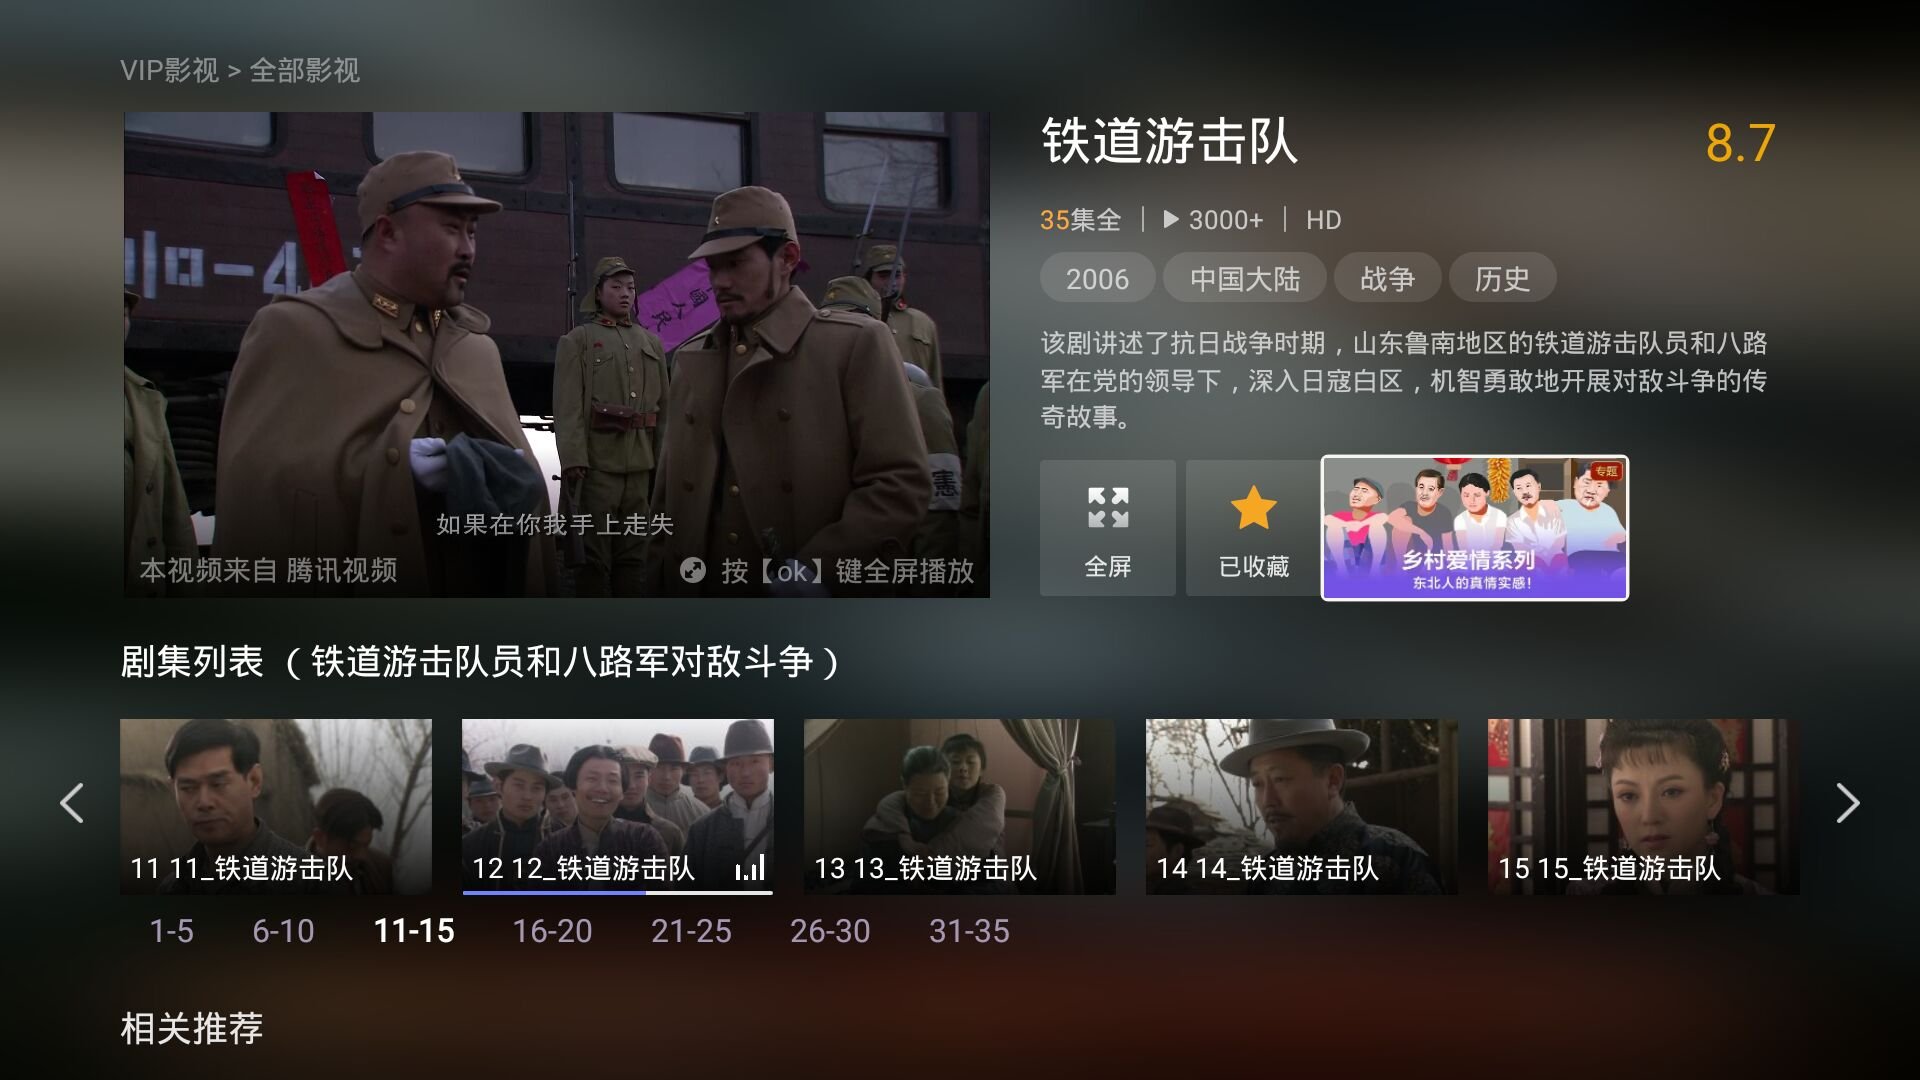 VIP影视 > 全部影视
铁道游击队
8.7
35集全 | 3000+ | HD
2006 中国大陆 战争 历史
该剧讲述了抗日战争时期，山东鲁南地区的铁道游击队员和八路
军在党的领导下，深入日寇白区，机智勇敢地开展对敌斗争的传
奇故事。
如果在你我手上走失
本视频来自 腾讯视频
按【ok】键全屏播放
憲
全屏
已收藏
专题
乡村爱情系列
东北人的真情实感!
剧集列表 （铁道游击队员和八路军对敌斗争）
11 11_铁道游击队
12 12_铁道游击队
13 13_铁道游击队
14 14_铁道游击队
15 15_铁道游击队
1-5 6-10 11-15 16-20 21-25 26-30 31-35
相关推荐